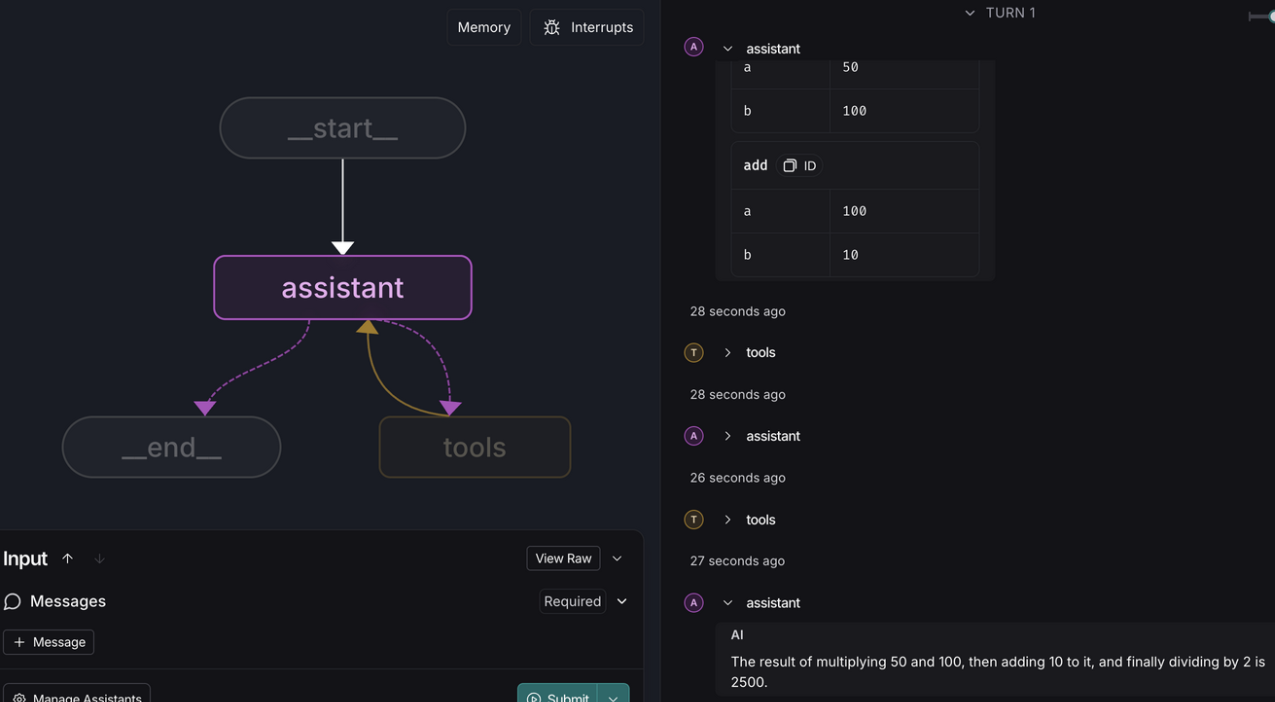 Memory
Interrupts
__start__
assistant
__end__
tools
Input
View Raw
Messages
Required
+ Message
Manage Assistants
Submit
TURN 1
A assistant
a 50
b 100
add ID
a 100
b 10
28 seconds ago
T tools
28 seconds ago
A assistant
26 seconds ago
T tools
27 seconds ago
A assistant
AI
The result of multiplying 50 and 100, then adding 10 to it, and finally dividing by 2 is
2500.